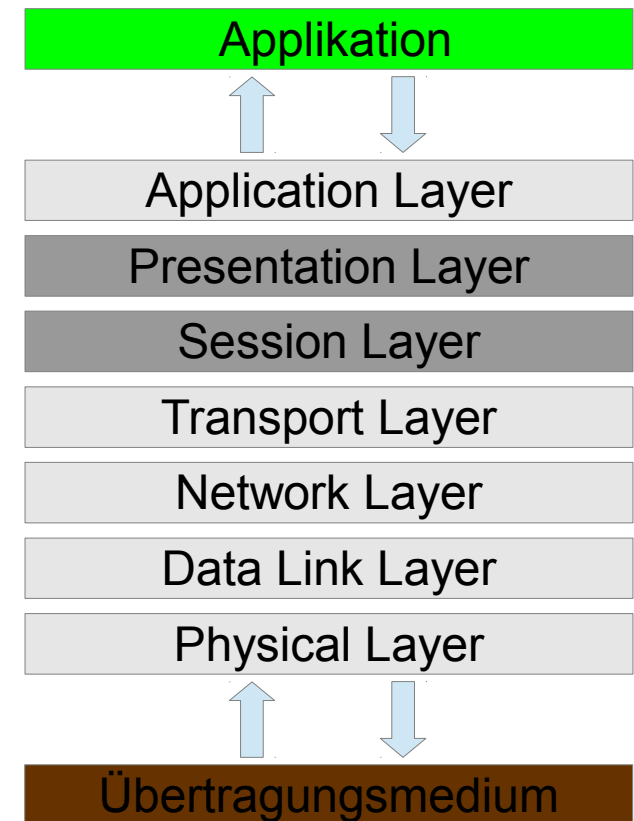 Applikation
Application Layer
Presentation Layer
Session Layer
Transport Layer
Network Layer
Data Link Layer
Physical Layer
Übertragungsmedium